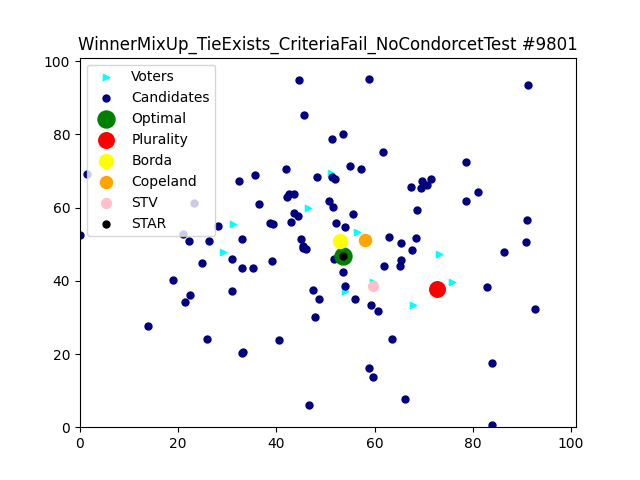 WinnerMixUp_TieExists_CriteriaFail_NoCondorcetTest #9801
Voters
Candidates
Optimal
Plurality
Borda
Copeland
STV
STAR
100
80
60
40
20
0
0 20 40 60 80 100